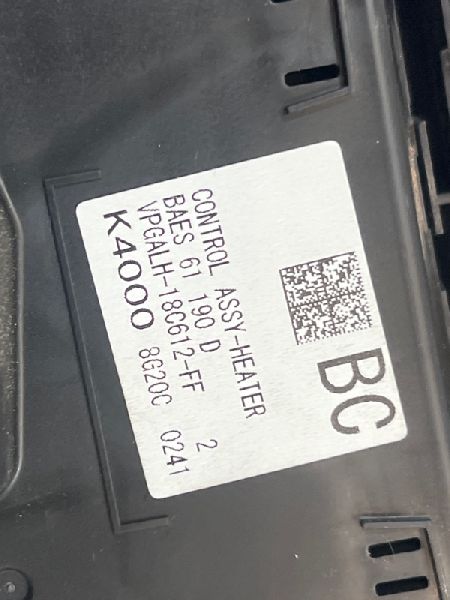 CONTROL ASSY-HEATER
BAES 61 190 D
VPGALH-18C612-FF 2
K4000 8G20C 0241
BC